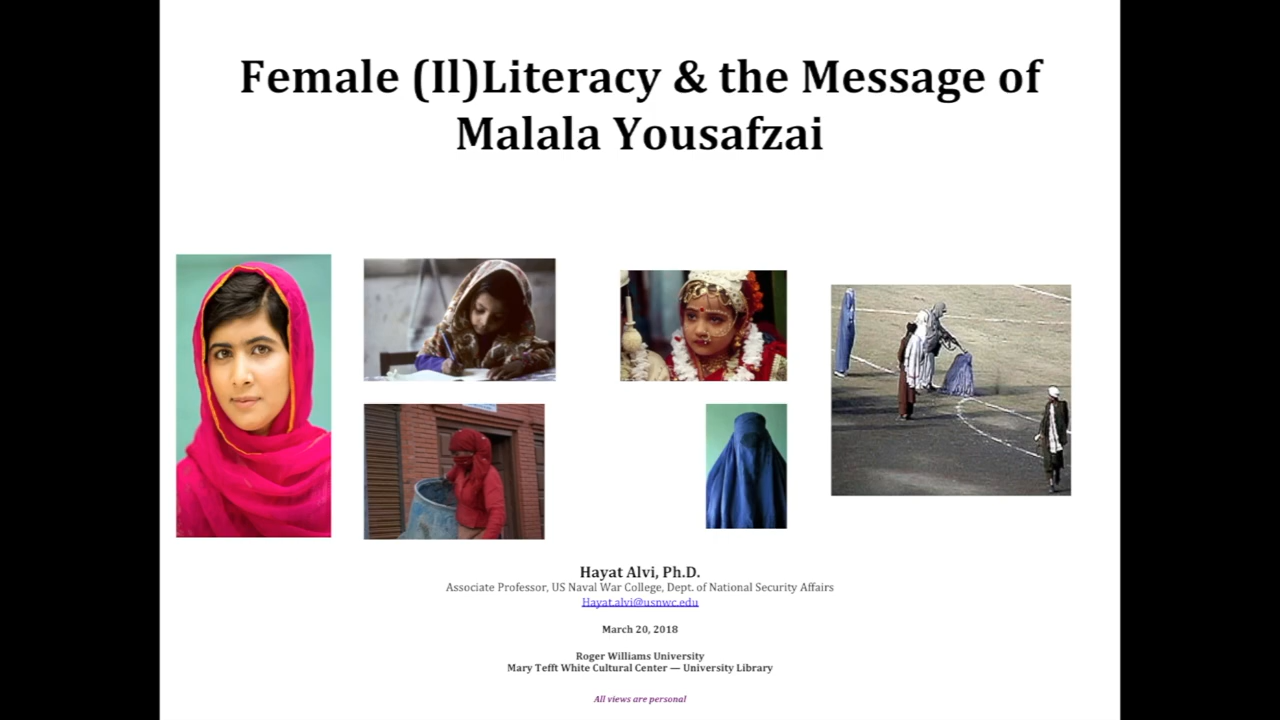 Female (Il)Literacy & the Message of
Malala Yousafzai
Hayat Alvi, Ph.D.
Associate Professor, US Naval War College, Dept. of National Security Affairs
Hayat.alvi@usnwc.edu
March 20, 2018
Roger Williams University
Mary Tefft White Cultural Center — University Library
All views are personal